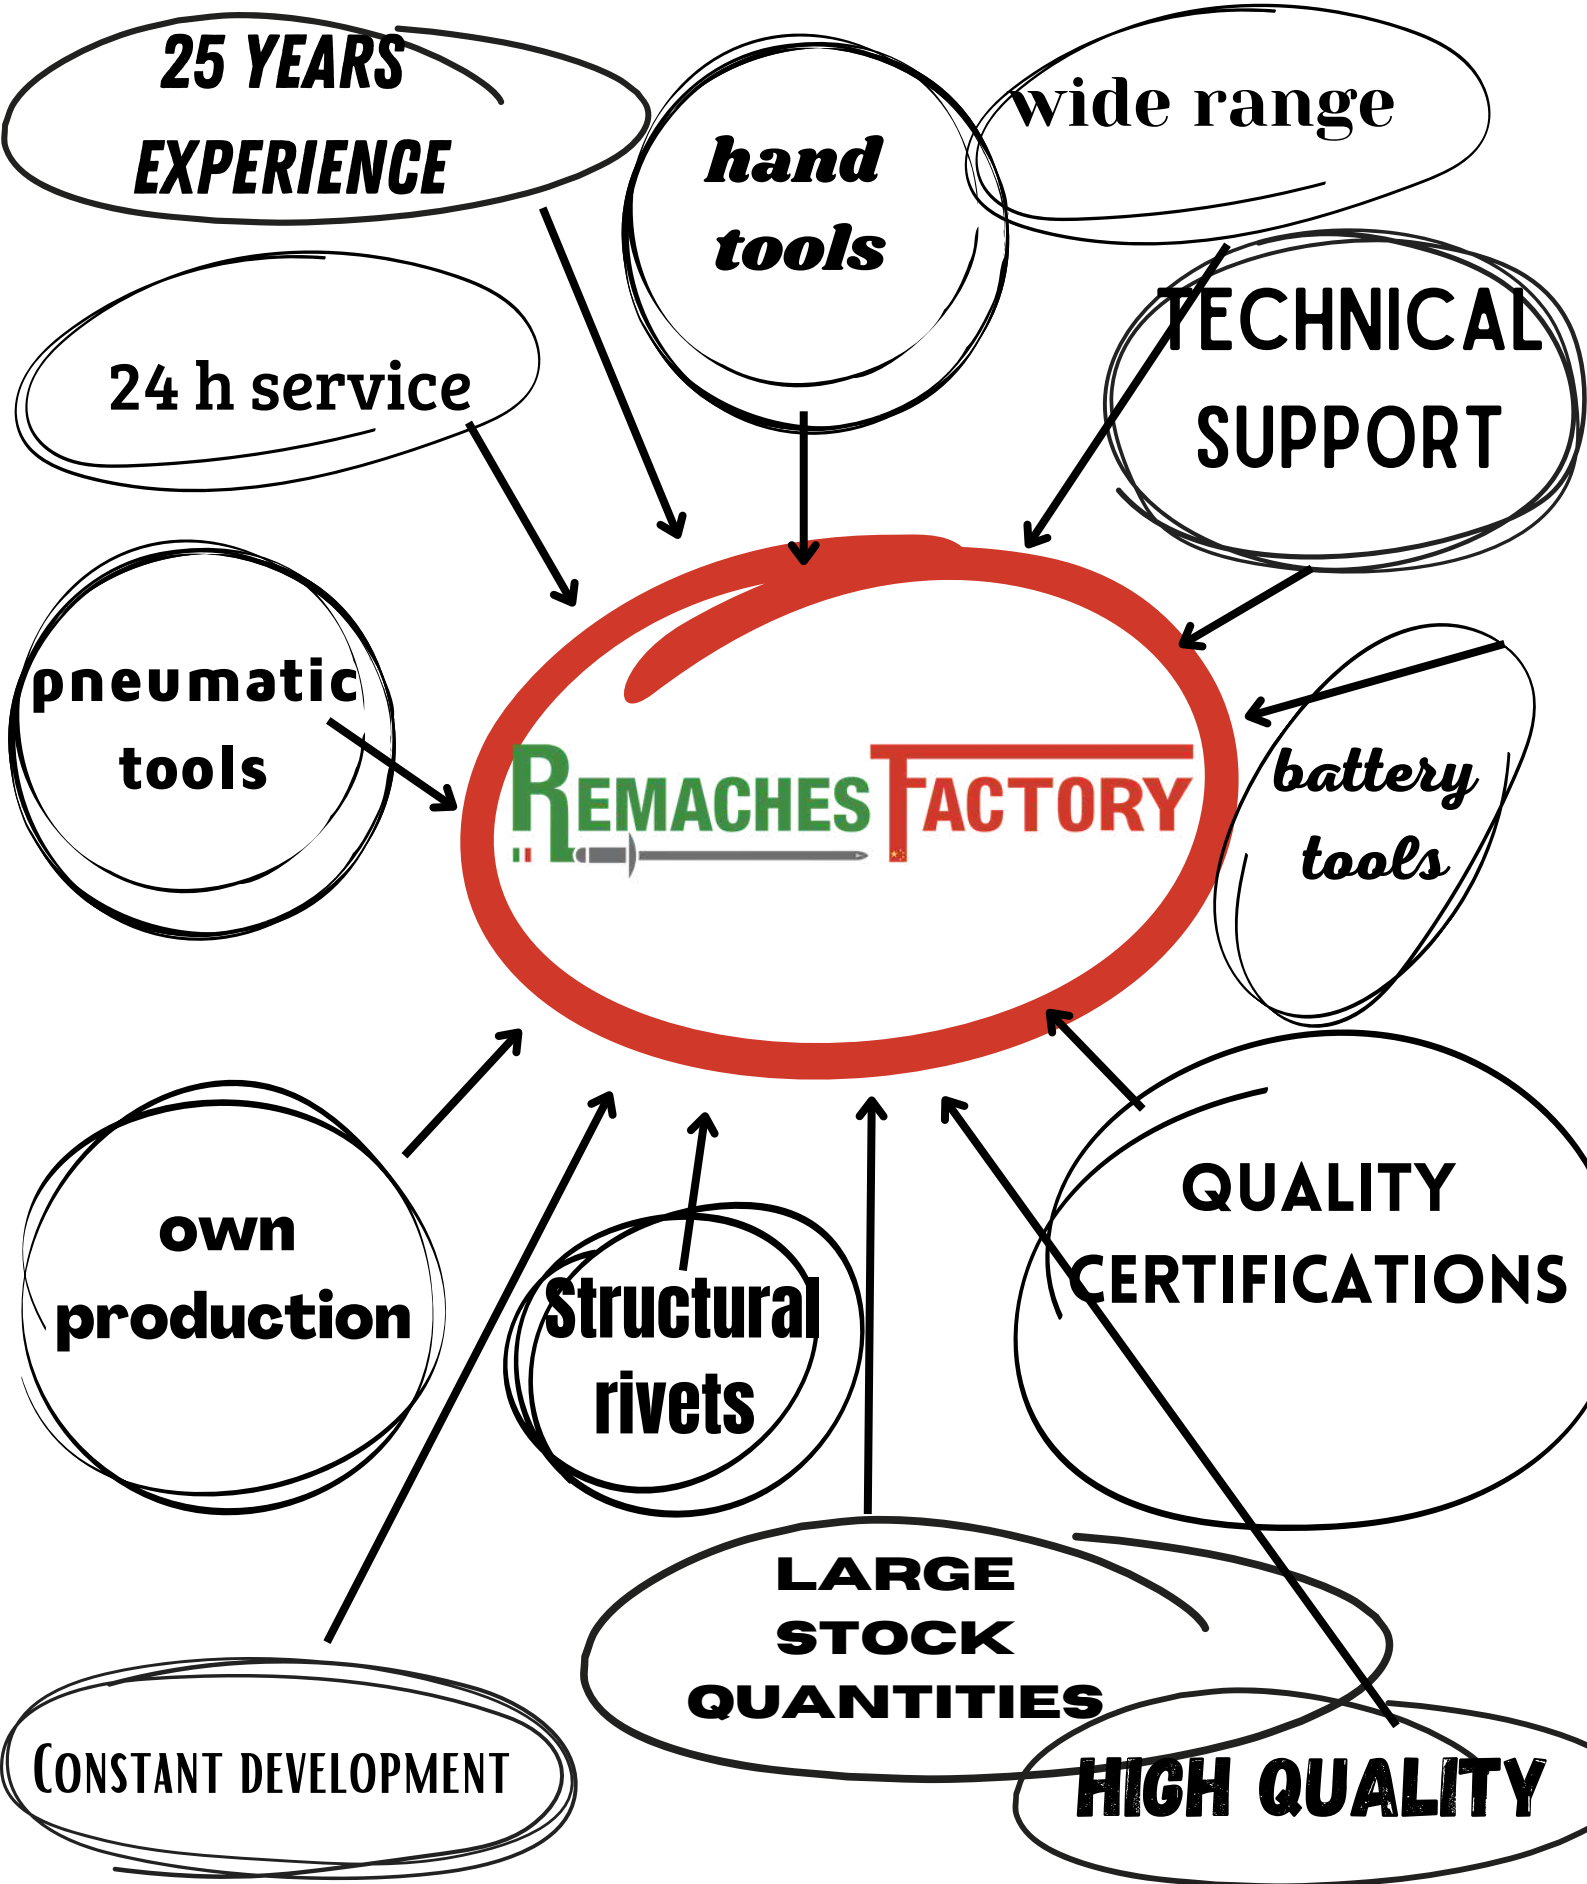 25 YEARS
EXPERIENCE
hand
tools
wide range
24 h service
TECHNICAL
SUPPORT
pneumatic
tools
REMACHES FACTORY
battery
tools
own
production
Structural
rivets
QUALITY
CERTIFICATIONS
LARGE
STOCK
QUANTITIES
CONSTANT DEVELOPMENT
HIGH QUALITY